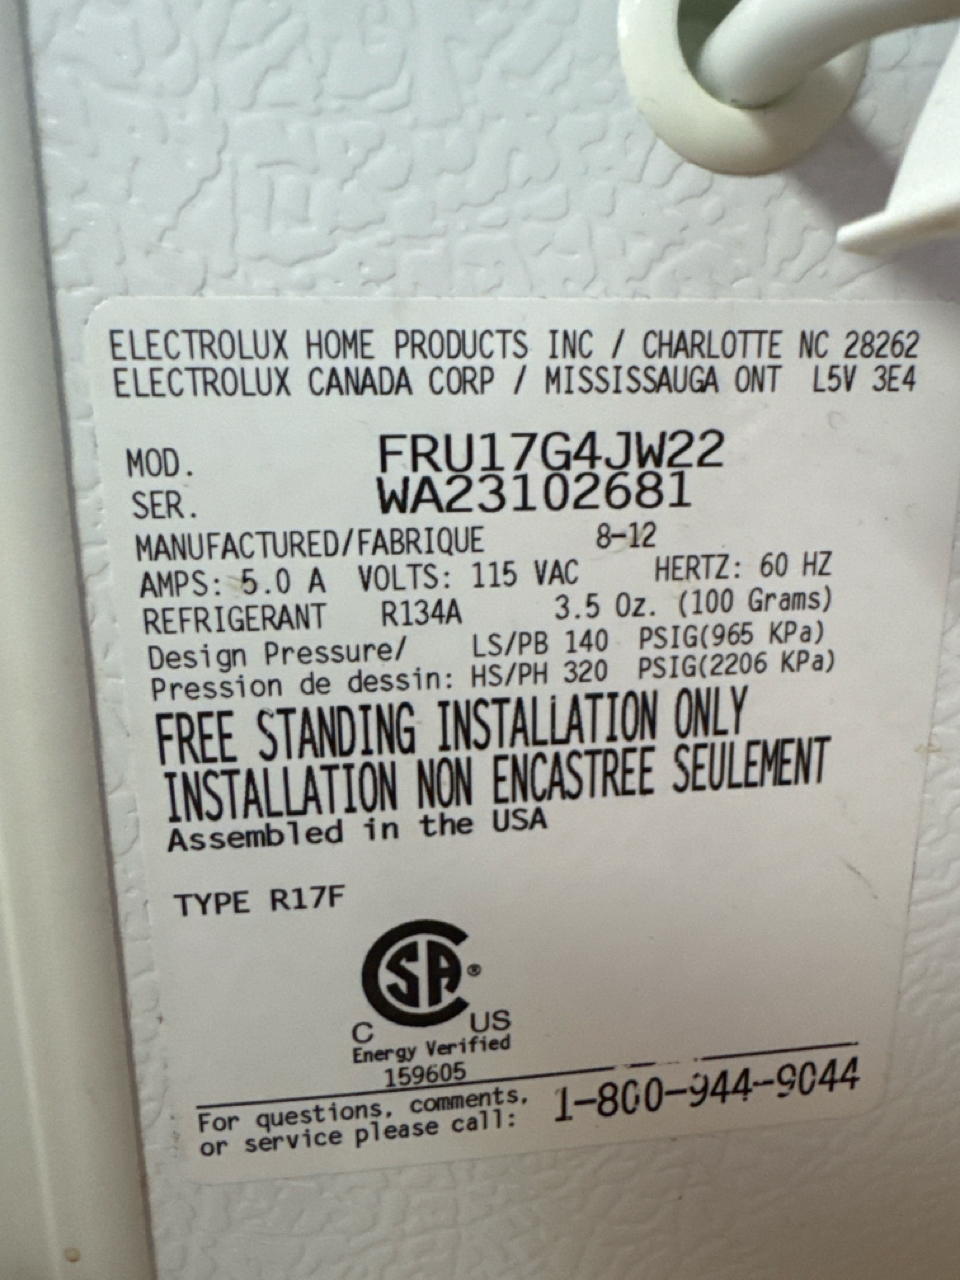 ELECTROLUX HOME PRODUCTS INC / CHARLOTTE NC 28262
ELECTROLUX CANADA CORP / MISSISSAUGA ONT L5V 3E4
MOD. FRU17G4JW22
SER. WA23102681
MANUFACTURED/FABRIQUE 8-12
AMPS: 5.0 A VOLTS: 115 VAC HERTZ: 60 HZ
REFRIGERANT R134A 3.5 Oz. (100 Grams)
Design Pressure/ LS/PB 140 PSIG(965 KPa)
Pression de dessin: HS/PH 320 PSIG(2206 KPa)
FREE STANDING INSTALLATION ONLY
INSTALLATION NON ENCASTREE SEULEMENT
Assembled in the USA
TYPE R17F
CSA®
C US
Energy Verified
159605
For questions, comments,
or service please call: 1-800-944-9044